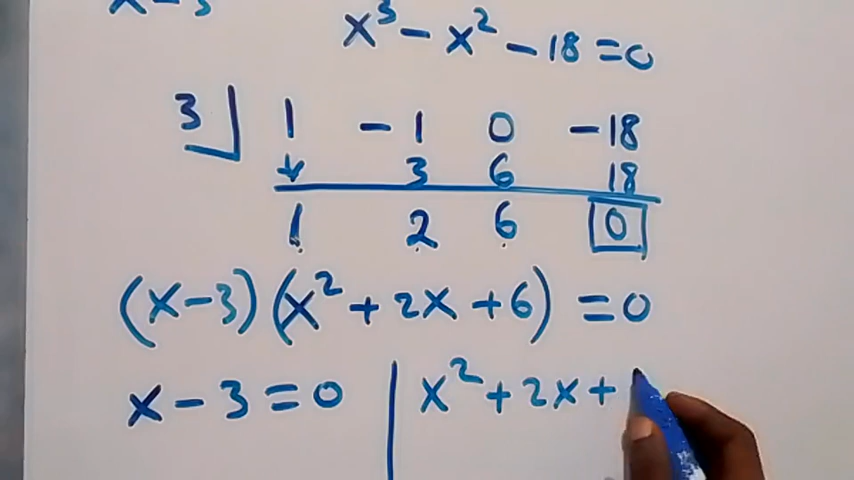 x - 3
x³ - x² - 18 = 0
3 1 - 1 0 - 18
↓ 3 6 18
1 2 6 0
(x - 3) (x² + 2x + 6) = 0
x - 3 = 0 | x² + 2x +